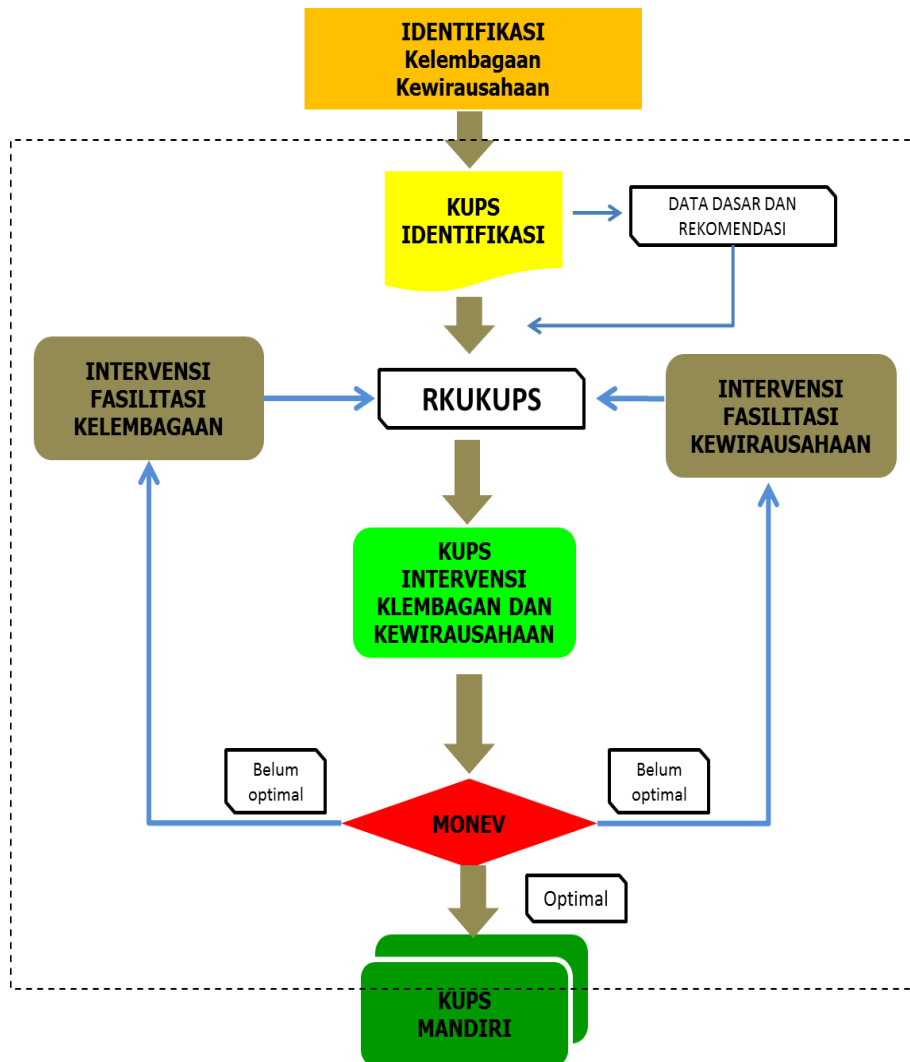 IDENTIFIKASI
Kelembagaan
Kewirausahaan
KUPS
IDENTIFIKASI
DATA DASAR DAN
REKOMENDASI
INTERVENSI
FASILITASI
KELEMBAGAAN
RKUKUPS
INTERVENSI
FASILITASI
KEWIRAUSAHAAN
KUPS
INTERVENSI
KLEMBAGAN DAN
KEWIRAUSAHAAN
Belum
optimal
Belum
optimal
MONEV
Optimal
KUPS
MANDIRI